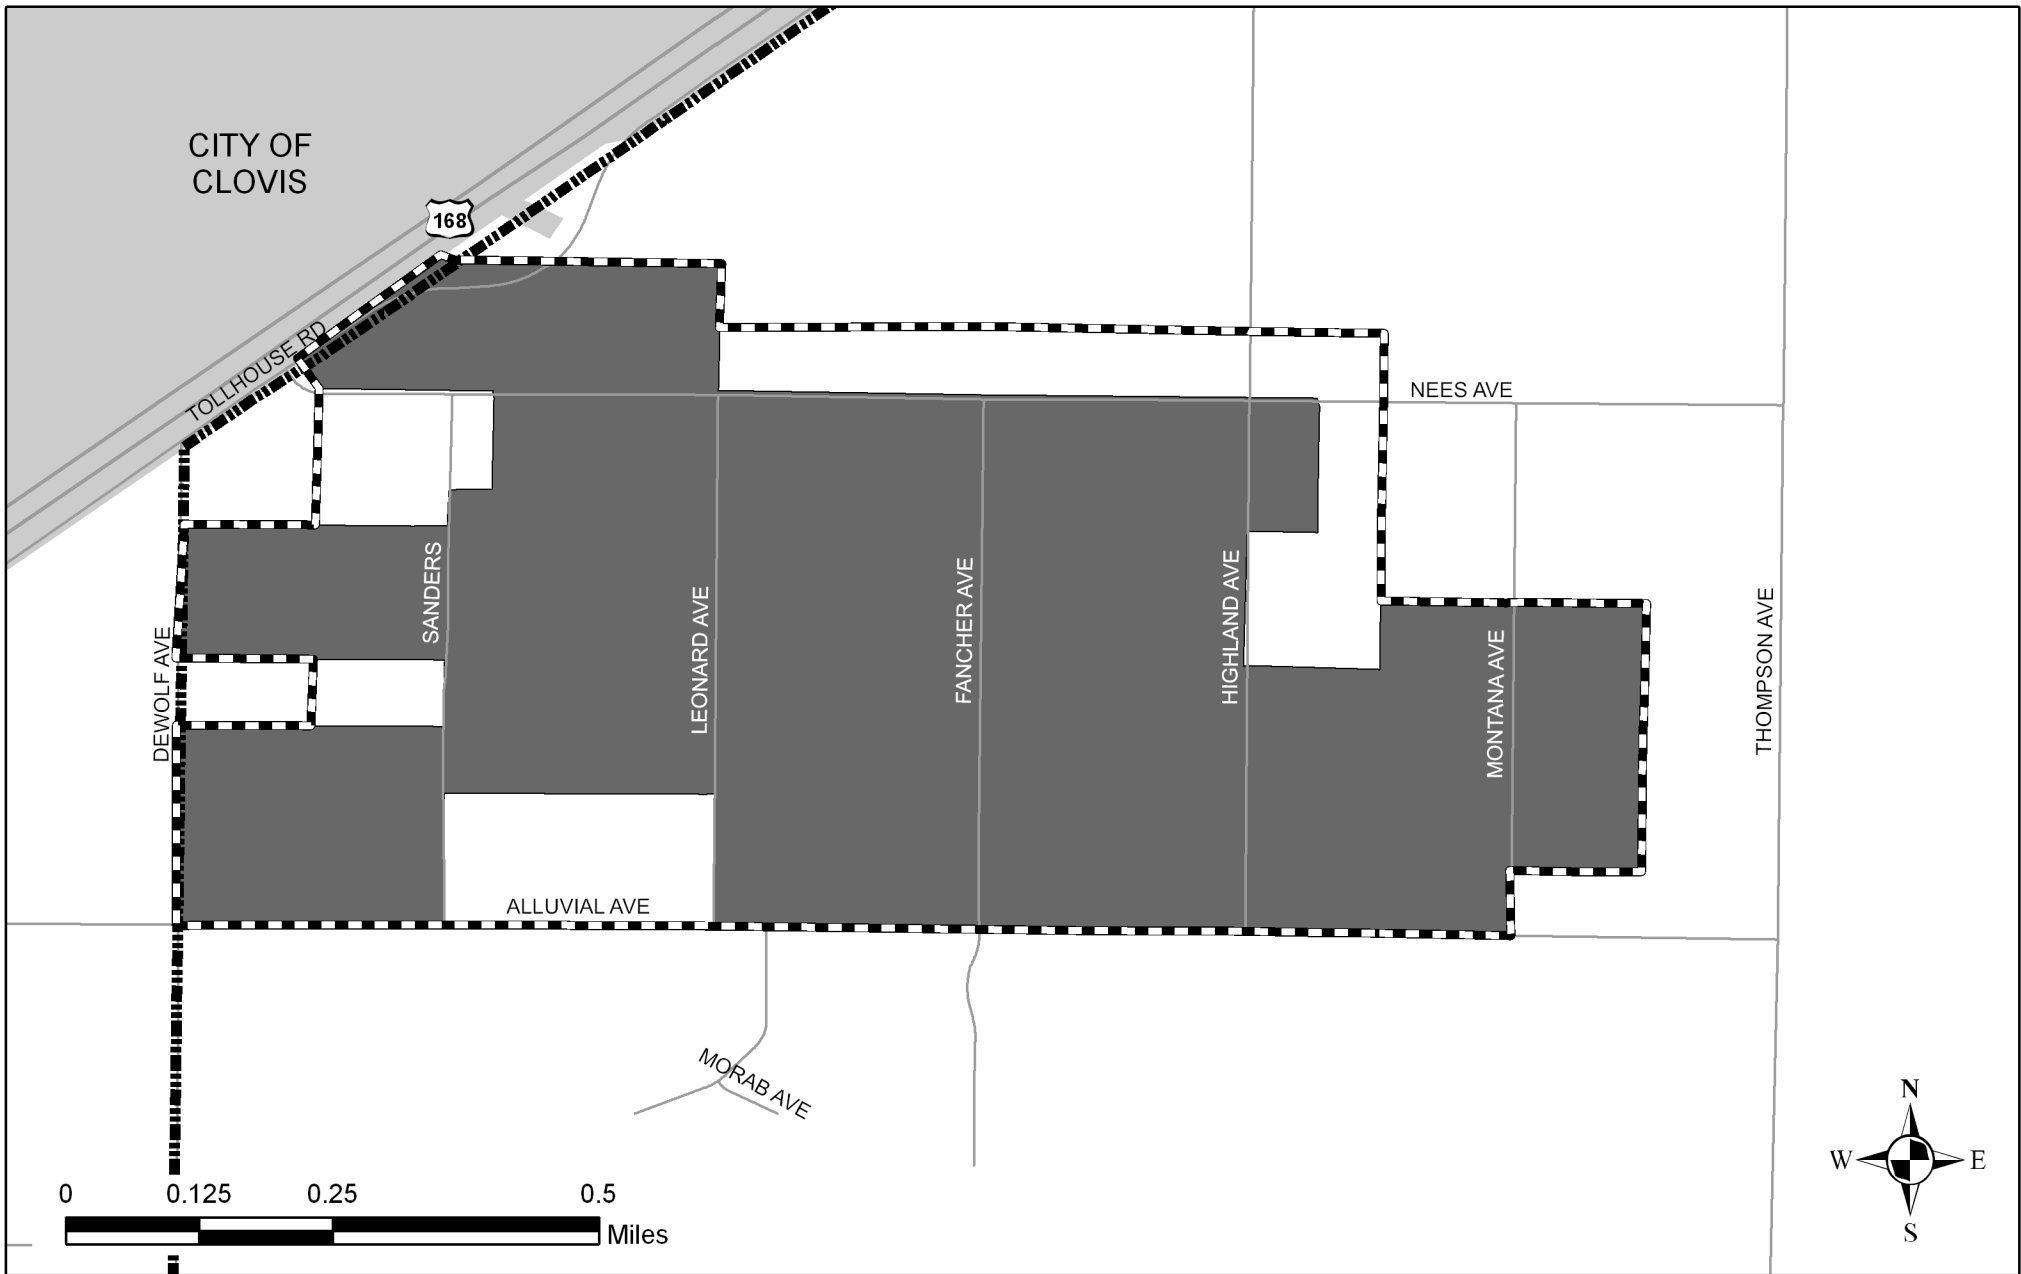 CITY OF
CLOVIS
168
TOLLHOUSE RD
NEES AVE
SANDERS
LEONARD AVE
FANCHER AVE
HIGHLAND AVE
MONTANA AVE
THOMPSON AVE
DEWOLF AVE
ALLUVIAL AVE
MORAB AVE
N
W
E
S
0 0.125 0.25 0.5
Miles